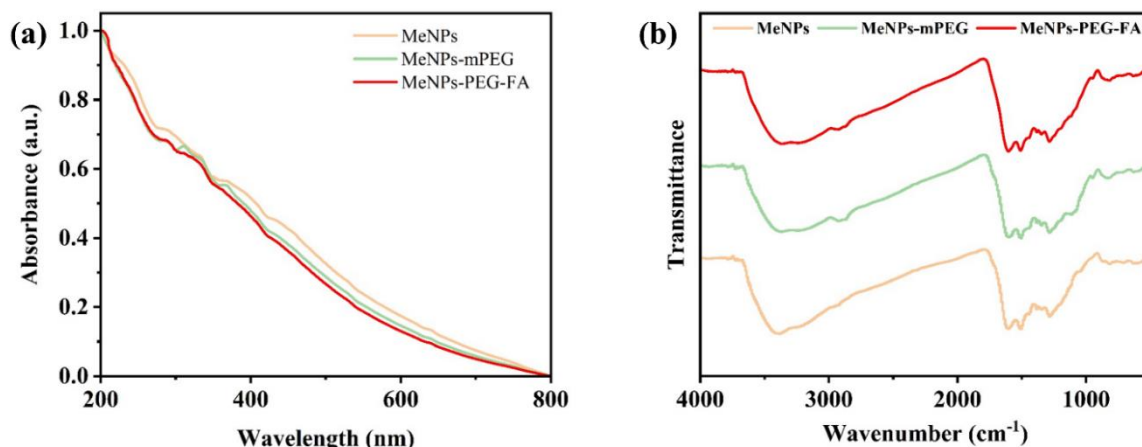 (a)
1.0
0.8
0.6
0.4
0.2
0.0
Absorbance (a.u.)
MeNPs
MeNPs-mPEG
MeNPs-PEG-FA
200
400
600
800
Wavelength (nm)
(b)
MeNPs
MeNPs-mPEG
MeNPs-PEG-FA
Transmittance
4000
3000
2000
1000
Wavenumber (cm⁻¹)